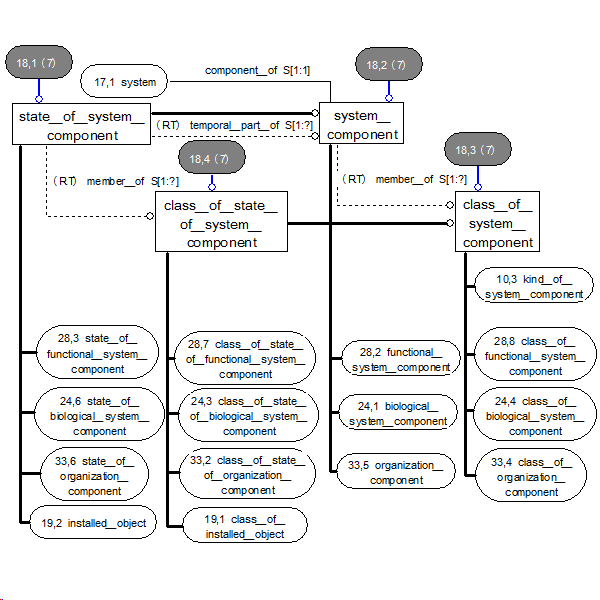 18,1 (7)
17,1 system
component__of S[1:1]
18,2 (7)
state__of__system__
component
(RT) temporal__part__of S[1:?]
system__
component
(RT) member__of S[1:?]
18,4 (7)
(RT) member__of S[1:?]
18,3 (7)
class__of__state__
of__system__
component
class__of__
system__
component
10,3 kind__of__
system__component
28,3 state__of__
functional__system__
component
28,7 class__of__state__
of__functional__system__
component
28,2 functional__
system__component
28,8 class__of__
functional__system__
component
24,6 state__of__
biological__system__
component
24,3 class__of__state__
of__biological__system__
component
24,1 biological__
system__component
24,4 class__of__
biological__system__
component
33,6 state__of__
organization__
component
33,2 class__of__state__
of__organization__
component
33,5 organization__
component
33,4 class__of__
organization__
component
19,2 installed__object
19,1 class__of__
installed__object